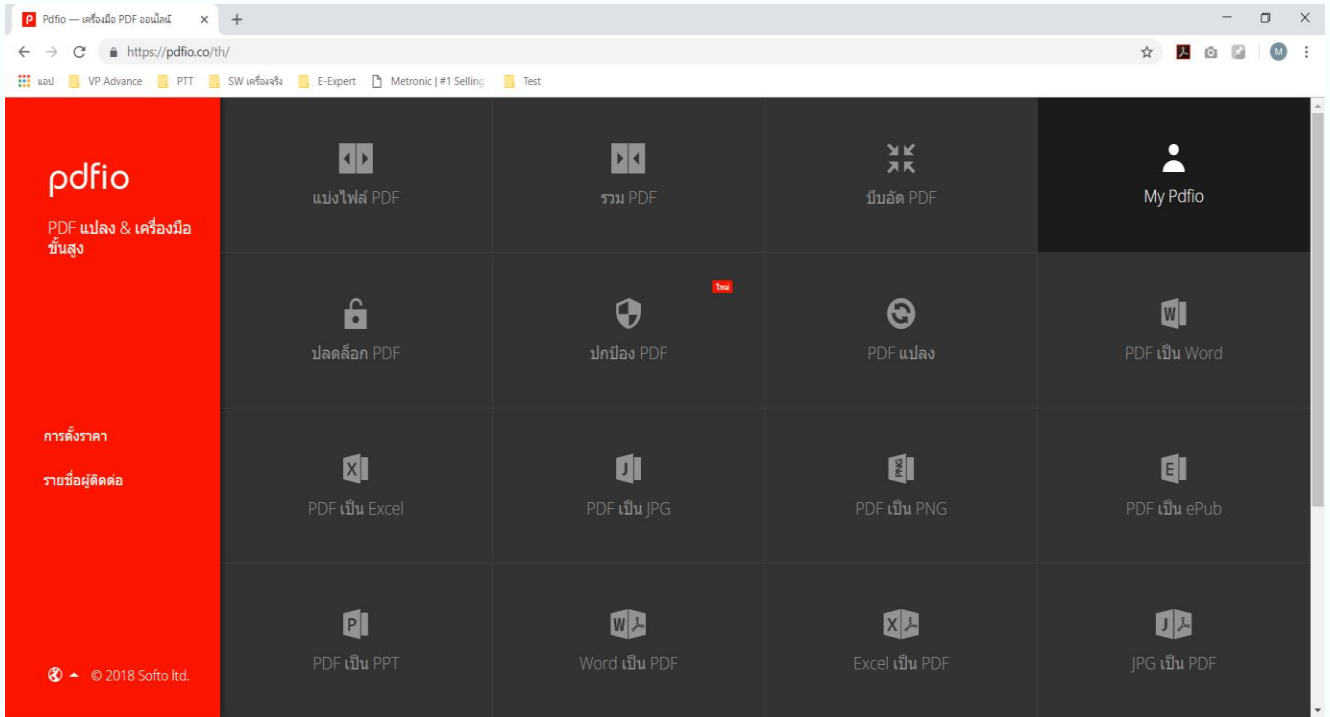 Pdfio — เครื่องมือ PDF ออนไลน์
https://pdfio.co/th/
M
แอป VP Advance PTT SW เครื่องจริง E-Expert Metronic | #1 Selling Test
pdfio
PDF แปลง & เครื่องมือ
ขั้นสูง
การตั้งราคา
รายชื่อผู้ติดต่อ
© 2018 Softo ltd.
แบ่งไฟล์ PDF
รวม PDF
บีบอัด PDF
My Pdfio
ปลดล็อก PDF
ใหม่
ปกป้อง PDF
PDF แปลง
W
PDF เป็น Word
X
PDF เป็น Excel
J
PDF เป็น JPG
PNG
PDF เป็น PNG
E
PDF เป็น ePub
P
PDF เป็น PPT
W
Word เป็น PDF
X
Excel เป็น PDF
J
JPG เป็น PDF